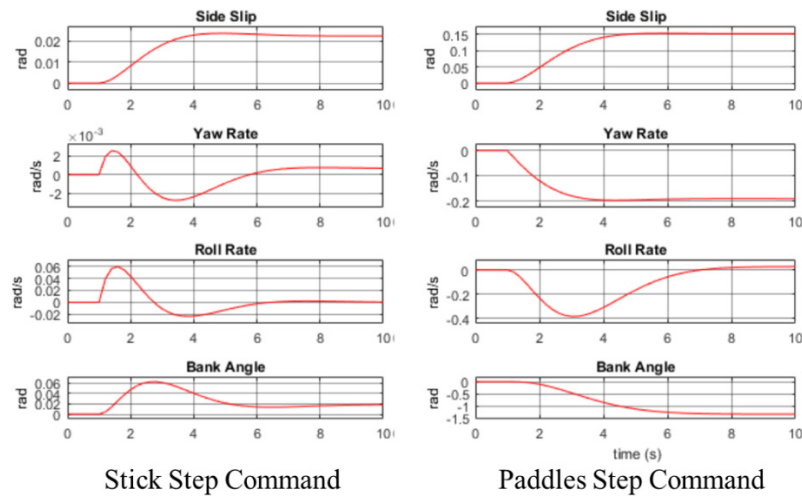 Side Slip
rad
0.02
0.01
0
0 2 4 6 8 10
Yaw Rate
× 10⁻³
rad/s
2
0
-2
0 2 4 6 8 10
Roll Rate
rad/s
0.06
0.04
0.02
0
-0.02
0 2 4 6 8 10
Bank Angle
rad
0.06
0.04
0.02
0
0 2 4 6 8 10
Stick Step Command
Side Slip
rad
0.15
0.1
0.05
0
0 2 4 6 8 10
Yaw Rate
rad/s
0
-0.1
-0.2
0 2 4 6 8 10
Roll Rate
rad/s
0
-0.2
-0.4
0 2 4 6 8 10
Bank Angle
rad
0
-0.5
-1
-1.5
0 2 4 6 8 10
time (s)
Paddles Step Command